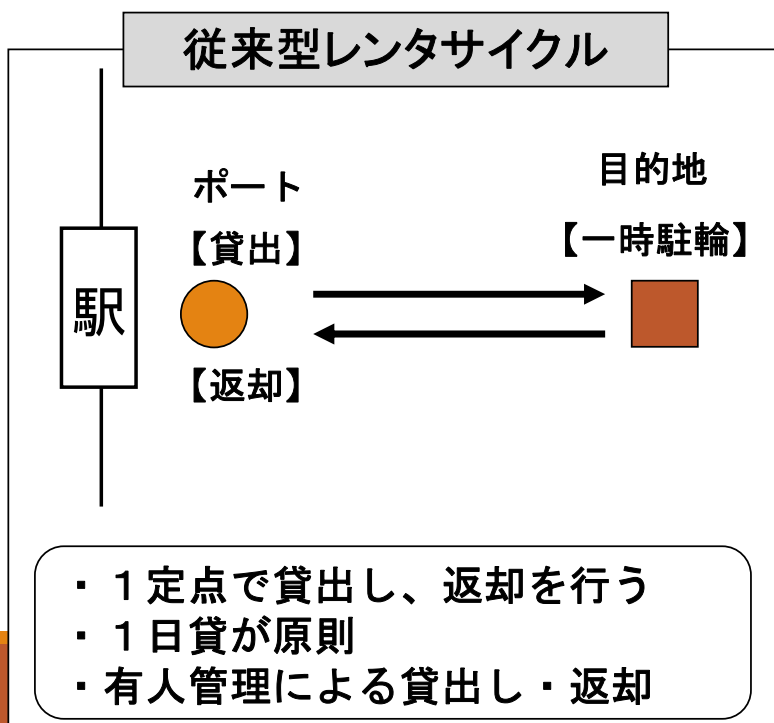 従来型レンタサイクル
ポート
【貸出】
駅
【返却】
目的地
【一時駐輪】
・１定点で貸出し、返却を行う
・１日貸が原則
・有人管理による貸出し・返却